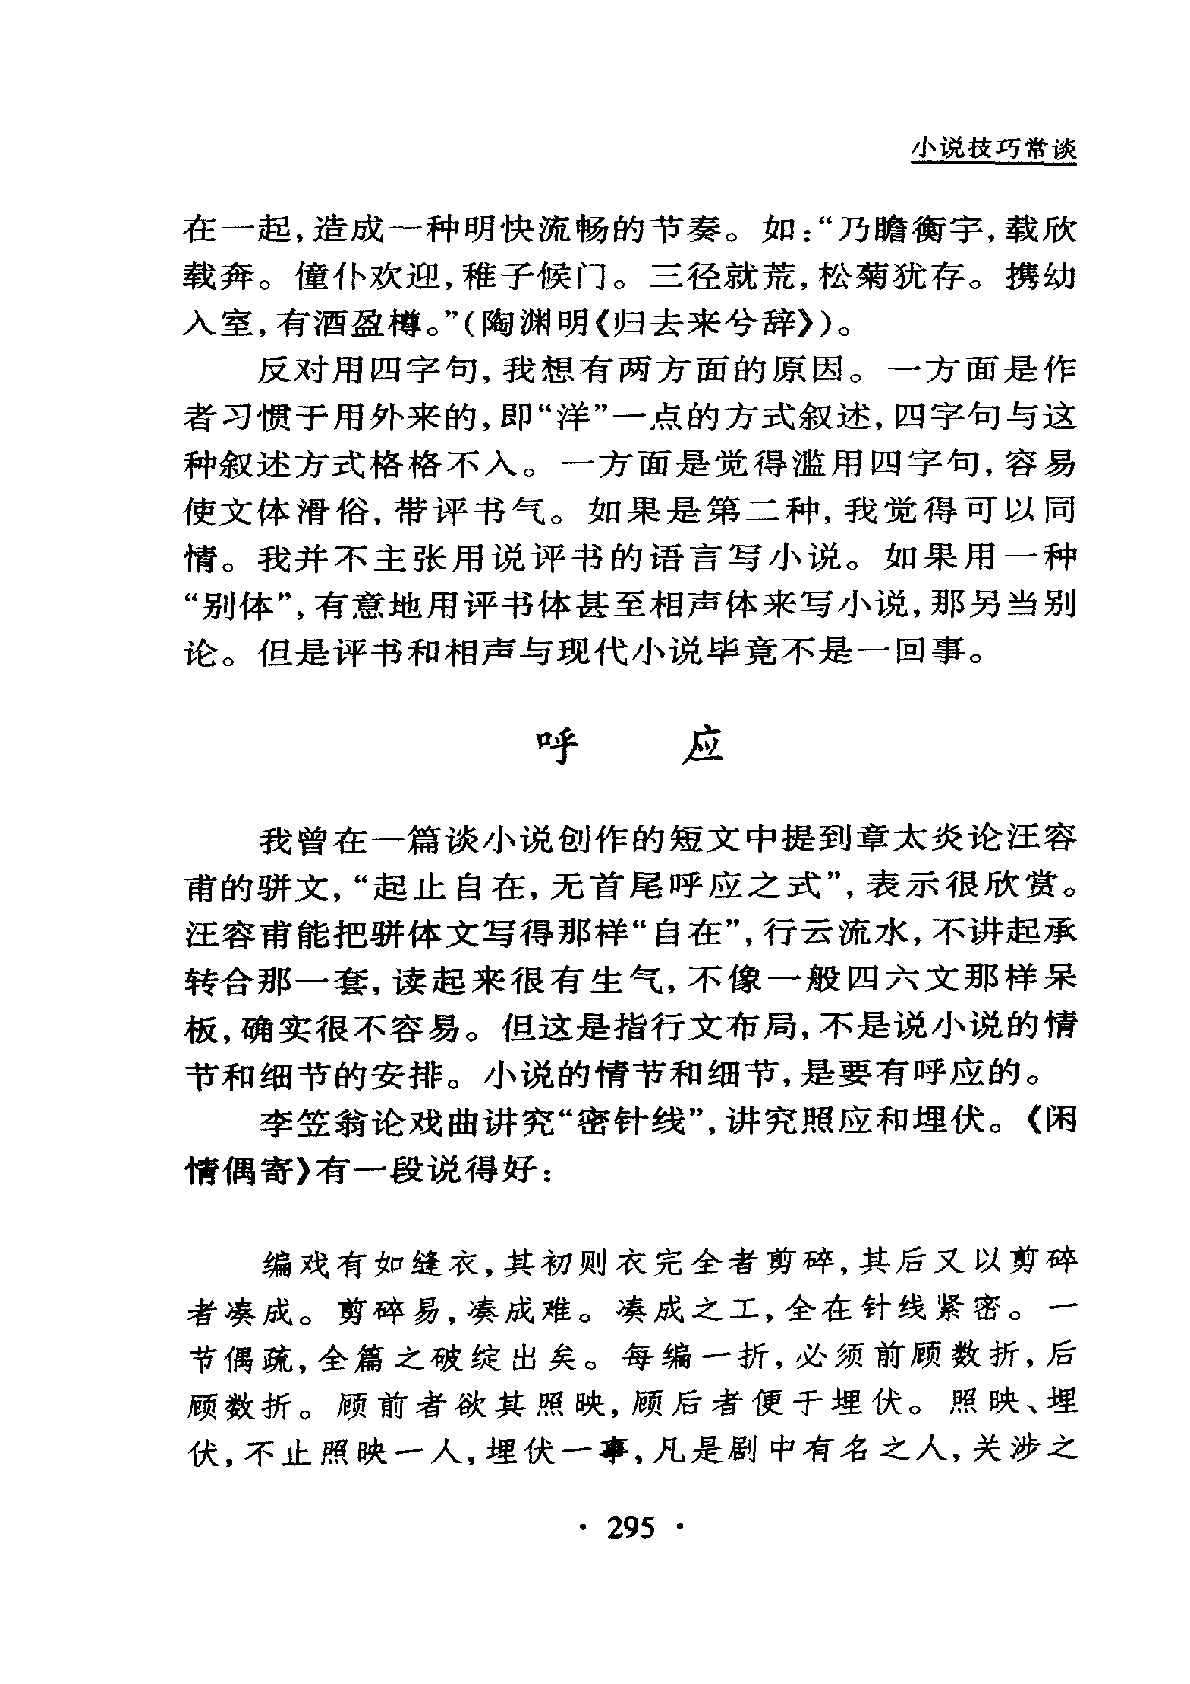 小说技巧常谈
在一起,造成一种明快流畅的节奏。如:“乃瞻衡宇,载欣
载奔。僮仆欢迎,稚子候门。三径就荒,松菊犹存。携幼
入室,有酒盈樽。”(陶渊明《归去来兮辞》)。
反对用四字句,我想有两方面的原因。一方面是作
者习惯于用外来的,即“洋”一点的方式叙述,四字句与这
种叙述方式格格不入。一方面是觉得滥用四字句,容易
使文体滑俗,带评书气。如果是第二种,我觉得可以同
情。我并不主张用说评书的语言写小说。如果用一种
“别体”,有意地用评书体甚至相声体来写小说,那另当别
论。但是评书和相声与现代小说毕竟不是一回事。
呼 应
我曾在一篇谈小说创作的短文中提到章太炎论汪容
甫的骈文,“起止自在,无首尾呼应之式”,表示很欣赏。
汪容甫能把骈体文写得那样“自在”,行云流水,不讲起承
转合那一套,读起来很有生气,不像一般四六文那样呆
板,确实很不容易。但这是指行文布局,不是说小说的情
节和细节的安排。小说的情节和细节,是要有呼应的。
李笠翁论戏曲讲究“密针线”,讲究照应和埋伏。《闲
情偶寄》有一段说得好:
编戏有如缝衣,其初则衣完全者剪碎,其后又以剪碎
者凑成。剪碎易,凑成难。凑成之工,全在针线紧密。一
节偶疏,全篇之破绽出矣。每编一折,必须前顾数折,后
顾数折。顾前者欲其照映,顾后者便于埋伏。照映、埋
伏,不止照映一人,埋伏一事,凡是剧中有名之人,关涉之
· 295 ·